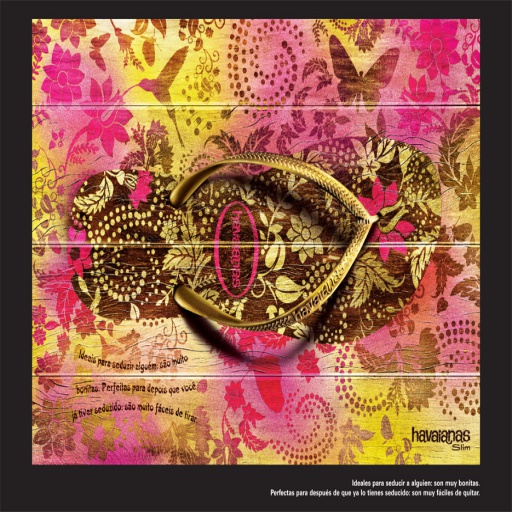 havaianas
havaianas
Ideais para seduzir alguém: são muito
bonitas. Perfeitas para depois que você
já tiver seduzido: são muito fáceis de tirar.
havaianas
Slim
Ideales para seducir a alguien: son muy bonitas.
Perfectas para después de que ya lo tienes seducido: son muy fáciles de quitar.